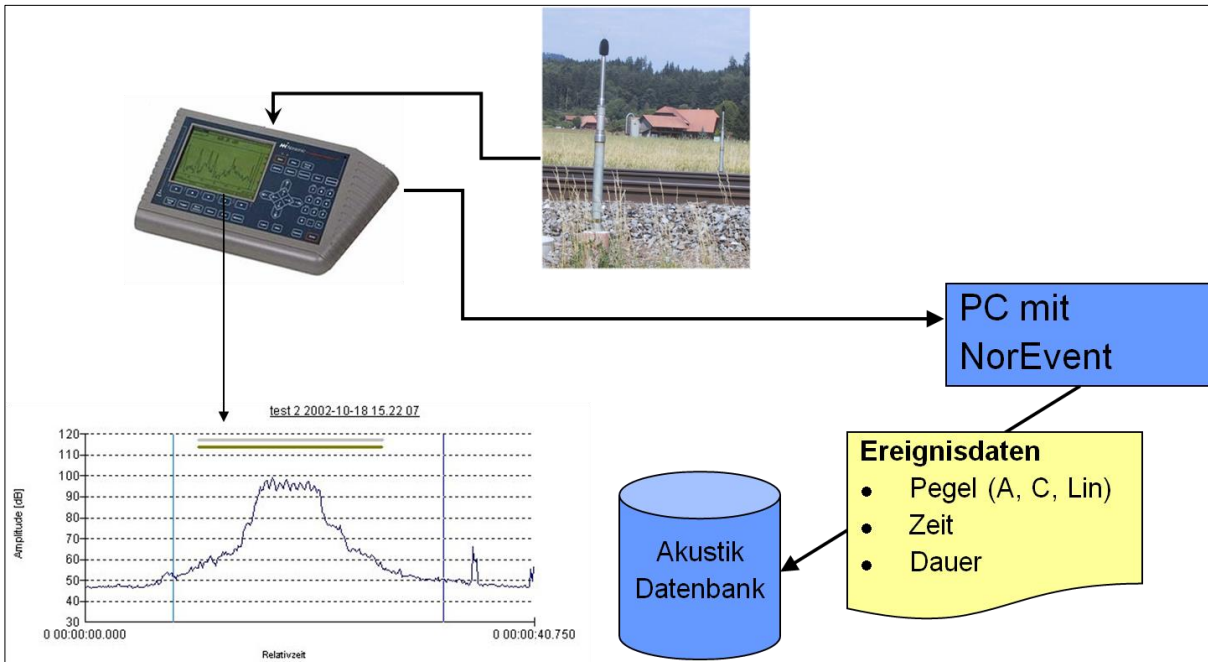 PC mit
NorEvent
Ereignisdaten
● Pegel (A, C, Lin)
● Zeit
● Dauer
Akustik
Datenbank
test 2 2002-10-18 15.22 07
Amplitude [dB]
120
110
100
90
80
70
60
50
40
30
0 00:00:00.000
0 00:00:40.750
Relativzeit